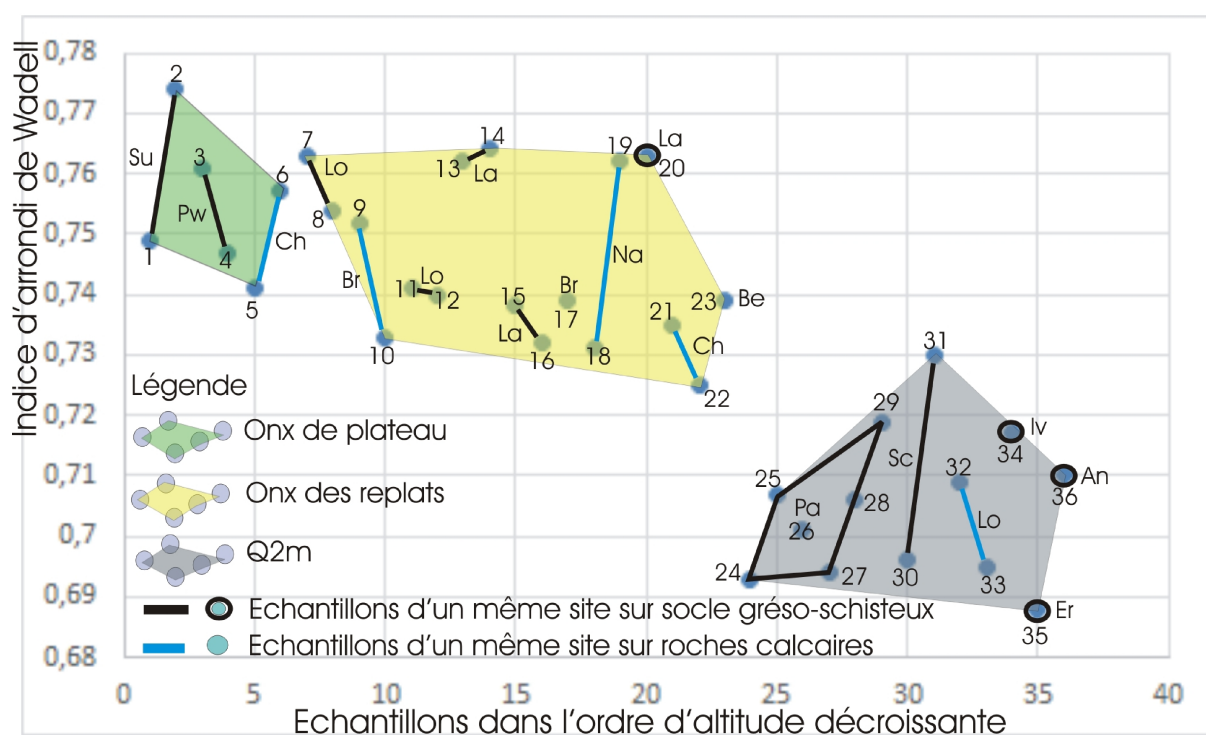 Indice d’arrondi de Wadell
0,78
0,77
0,76
0,75
0,74
0,73
0,72
0,71
0,7
0,69
0,68
0 5 10 15 20 25 30 35 40
Echantillons dans l’ordre d’altitude décroissante
2
Su
3
6
Pw
Ch
1
4
5
7
Lo
14
13
La
19
La
20
8
9
Br
Na
11
Lo
12
15
Br
17
La
16
10
18
21
23
Be
Ch
22
31
29
Sc
Iv
34
25
32
An
36
Pa
26
28
Lo
24
27
30
33
Er
35
Légende
Onx de plateau
Onx des replats
Q2m
Echantillons d’un même site sur socle gréso-schisteux
Echantillons d’un même site sur roches calcaires